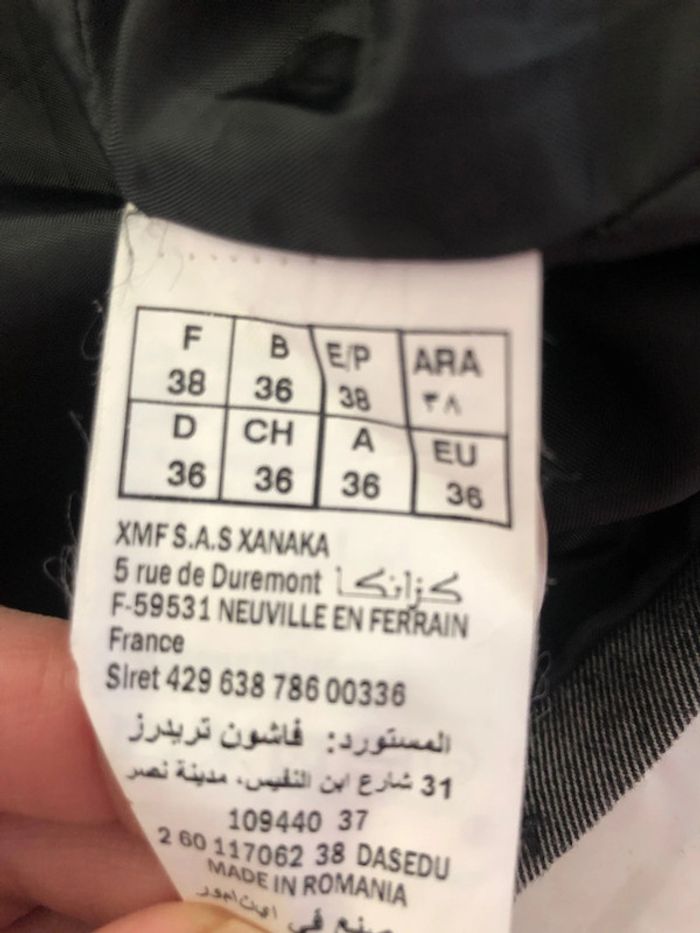 F B E/P ARA
38 36 38 ٣٨
D CH A EU
36 36 36 36
XMF S.A.S XANAKA
5 rue de Duremont كزانكا
F-59531 NEUVILLE EN FERRAIN
France
Siret 429 638 786 00336
المستورد: فاشون تريدرز
31 شارع ابن النفيس، مدينة نصر
109440 37
2 60 117062 38 DASEDU
MADE IN ROMANIA
صنع في